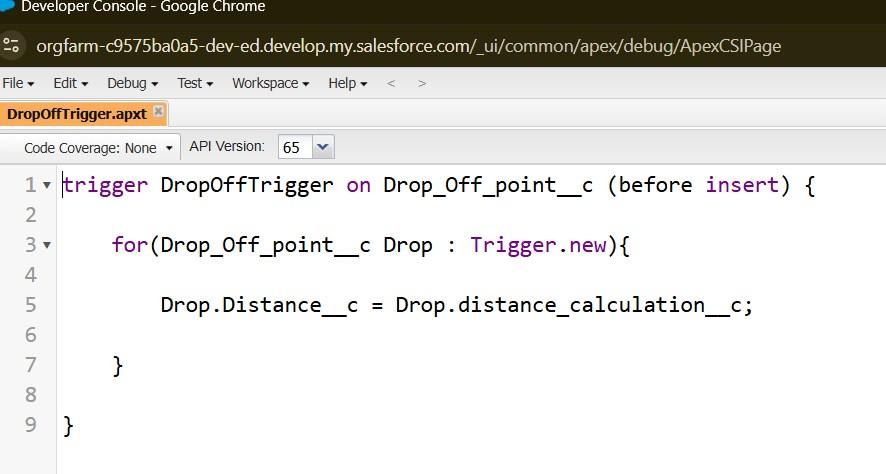 Developer Console - Google Chrome
orgfarm-c9575ba0a5-dev-ed.develop.my.salesforce.com/_ui/common/apex/debug/ApexCSIPage
File Edit Debug Test Workspace Help < >
DropOffTrigger.apxt
Code Coverage: None API Version: 65
1 trigger DropOffTrigger on Drop_Off_point__c (before insert) {
2
3 for(Drop_Off_point__c Drop : Trigger.new){
4
5 Drop.Distance__c = Drop.distance_calculation__c;
6
7 }
8
9 }